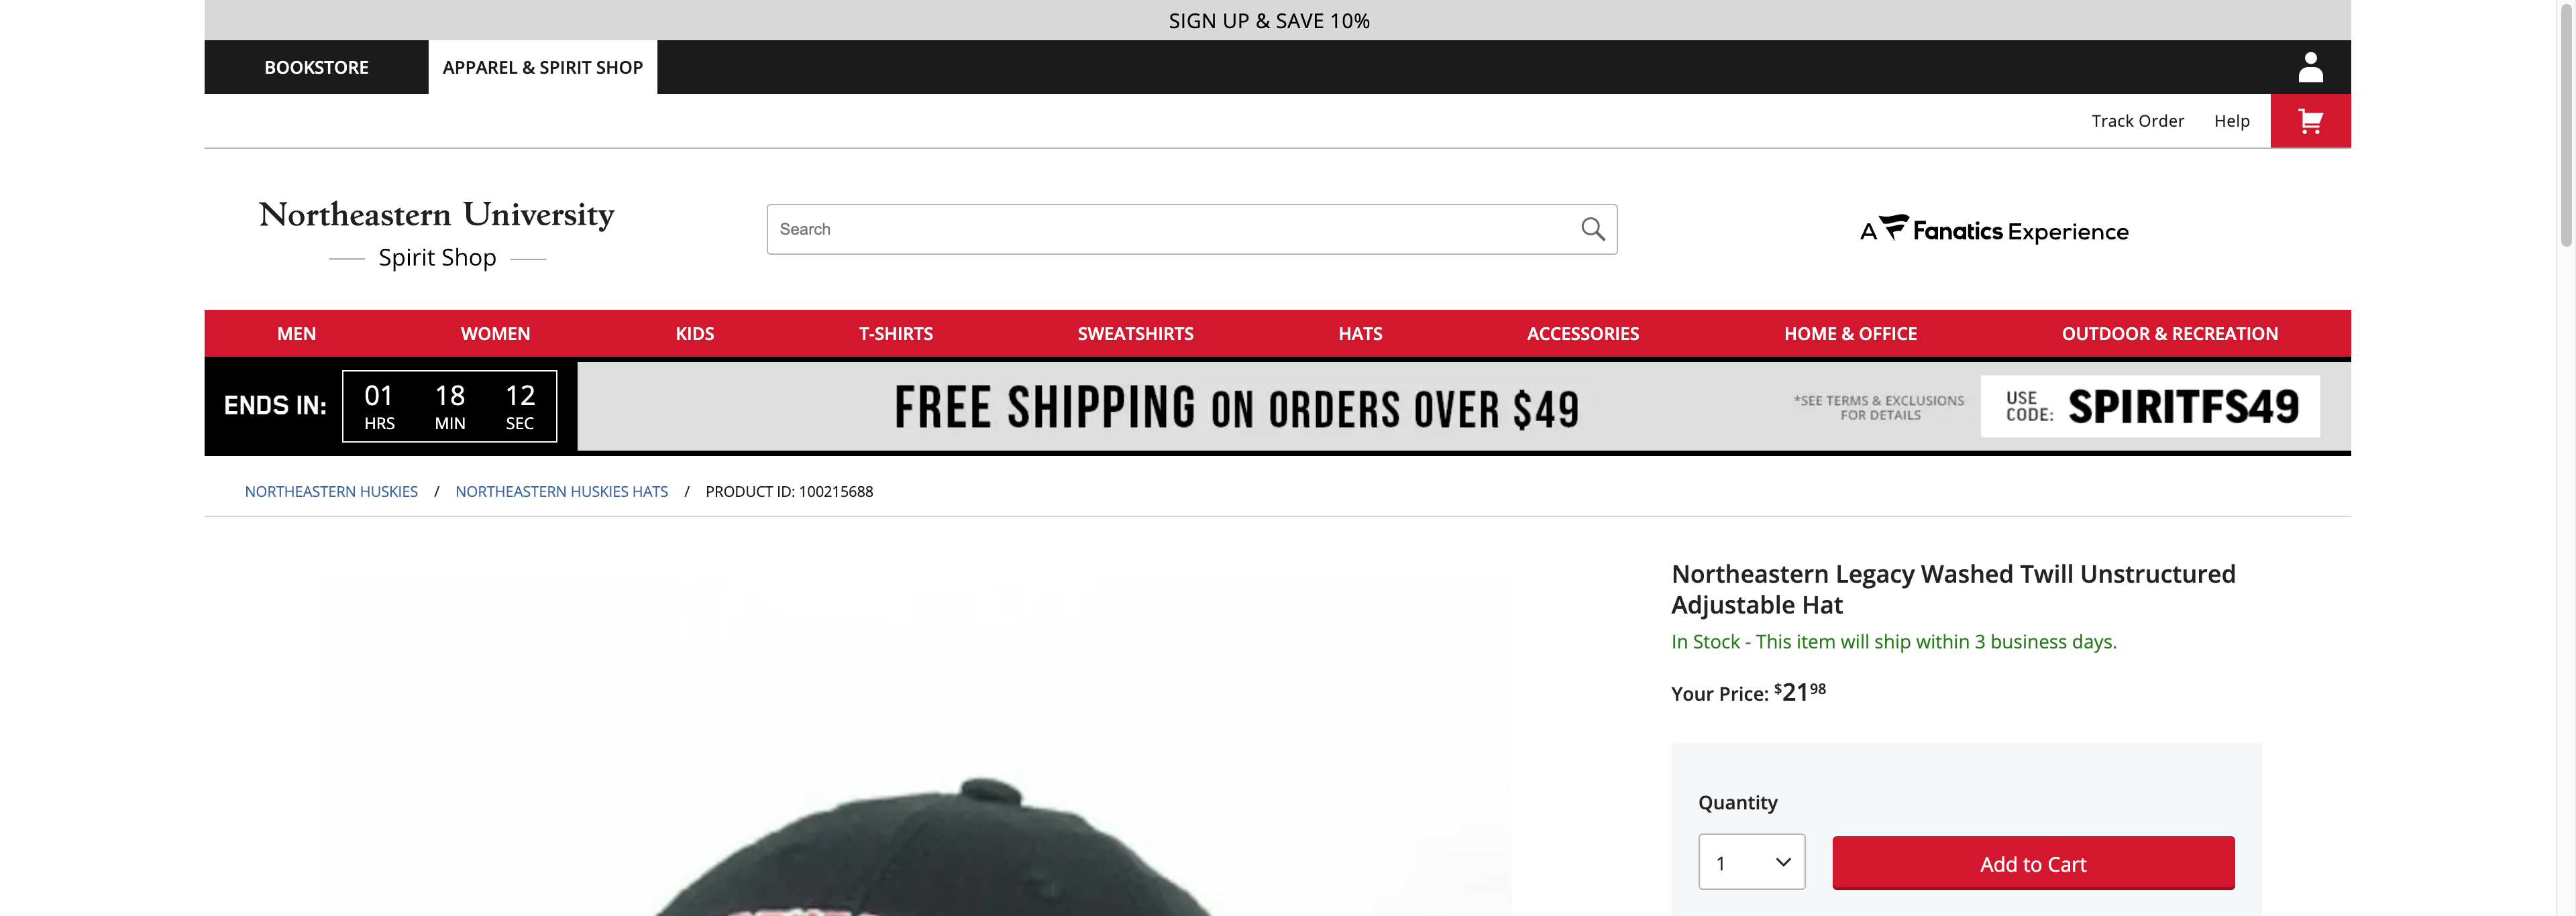 SIGN UP & SAVE 10%
BOOKSTORE
APPAREL & SPIRIT SHOP
Track Order
Help
Northeastern University
Spirit Shop
Search
A Fanatics Experience
MEN
WOMEN
KIDS
T-SHIRTS
SWEATSHIRTS
HATS
ACCESSORIES
HOME & OFFICE
OUTDOOR & RECREATION
ENDS IN:
01 18 12
HRS MIN SEC
FREE SHIPPING ON ORDERS OVER $49
*SEE TERMS & EXCLUSIONS
FOR DETAILS
USE
CODE:
SPIRITFS49
NORTHEASTERN HUSKIES / NORTHEASTERN HUSKIES HATS / PRODUCT ID: 100215688
Northeastern Legacy Washed Twill Unstructured
Adjustable Hat
In Stock - This item will ship within 3 business days.
Your Price: $2198
Quantity
1
Add to Cart